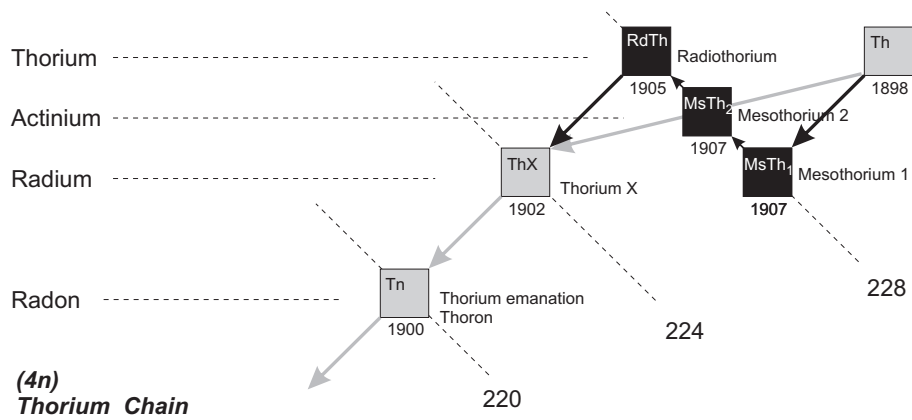 RdTh
Th
Thorium
Radiothorium
1905
1898
MsTh2
Actinium
Mesothorium 2
1907
ThX
MsTh1
Radium
Thorium X
Mesothorium 1
1902
1907
Tn
Radon
Thorium emanation
Thoron
228
1900
224
(4n)
220
Thorium Chain